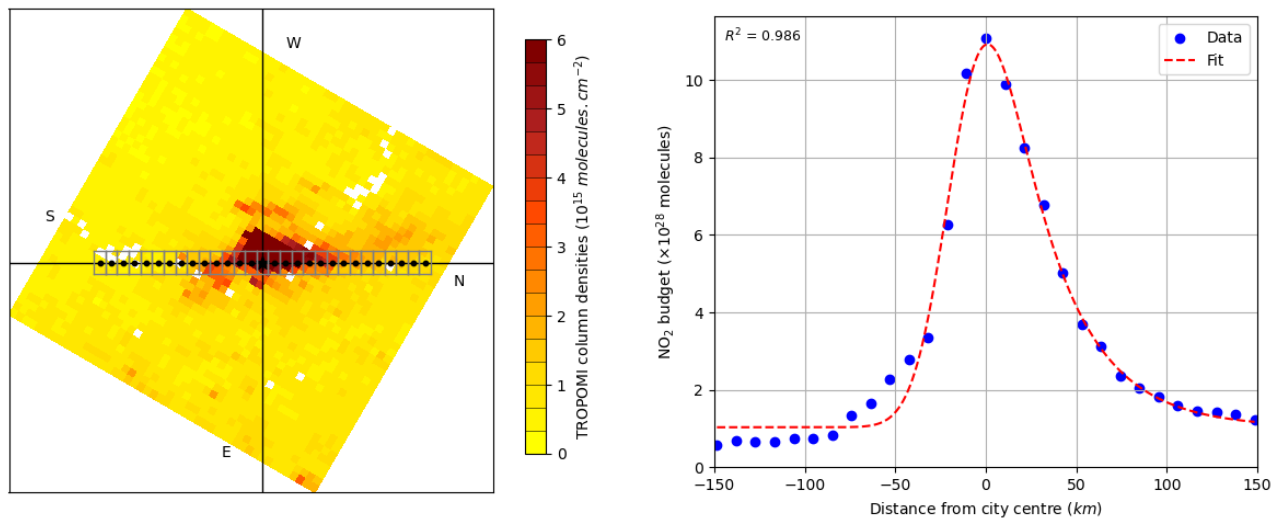 W
S
N
E
6
5
4
3
2
1
0
TROPOMI column densities (10¹⁵ molecules.cm⁻²)
R² = 0.986
Data
Fit
10
8
6
4
2
0
NO₂ budget (×10²⁸ molecules)
−150 −100 −50 0 50 100 150
Distance from city centre (km)